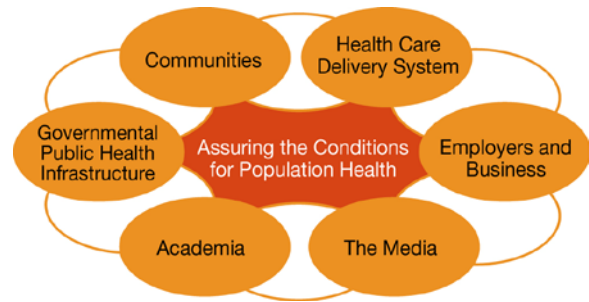 Communities
Health Care
Delivery System
Governmental
Public Health
Infrastructure
Assuring the Conditions
for Population Health
Employers and
Business
Academia
The Media